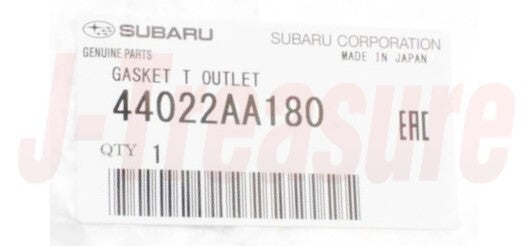 SUBARU
SUBARU CORPORATION
GENUINE PARTS
MADE IN JAPAN
GASKET T OUTLET
44022AA180
EAC
QTY 1
J-Treasure